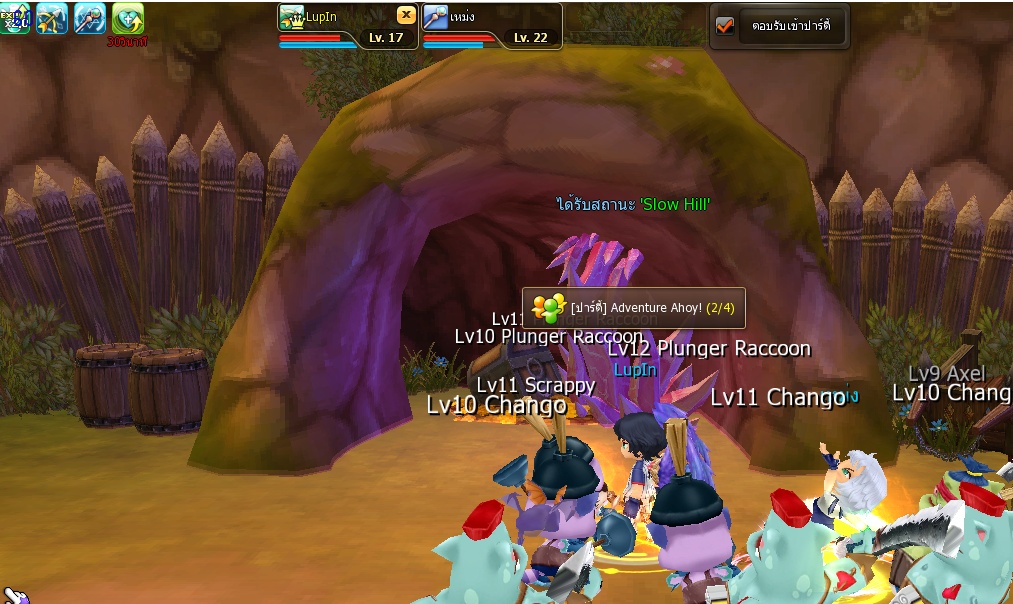 LupIn
Lv. 17
เหม่ง
Lv. 22
ตอบรับเข้าปาร์ตี้
ได้รับสถานะ 'Slow Hill'
[ปาร์ตี้] Adventure Ahoy! (2/4)
Raccoon
Lv10 Plunger Raccoon
Lv12 Plunger Raccoon
LupIn
Lv9 Axel
Lv11 Scrappy
Lv10 Chang
Lv11 Chango
Lv10 Chango